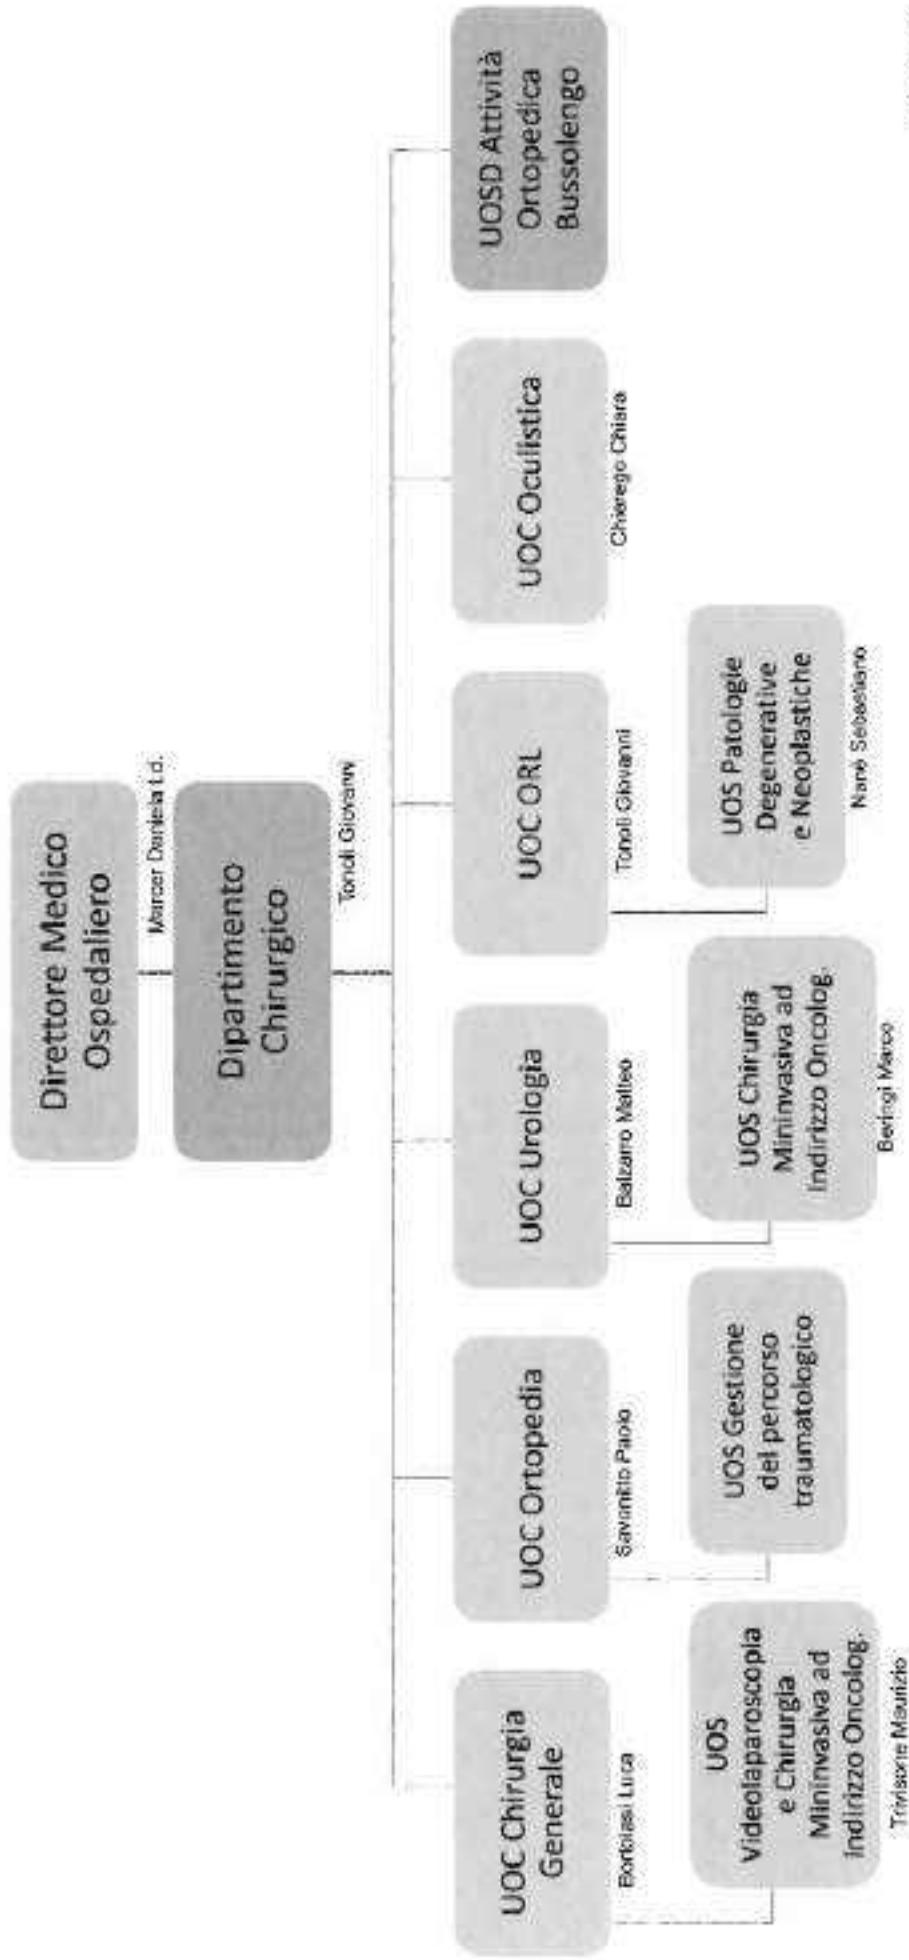 Direttore Medico
Ospedaliero
Marcer Daniela t.d.
Dipartimento
Chirurgico
Tonoli Giovanni
UOC Chirurgia
Generale
Bortolasi Luca
UOC Ortopedia
Savonitto Paolo
UOC Urologia
Balzarro Matteo
UOC ORL
Tonoli Giovanni
UOC Oculistica
Chierego Chiara
UOSD Attività
Ortopedica
Bussolengo
UOS
Videolaparoscopia
e Chirurgia
Mininvasiva ad
Indirizzo Oncolog.
Trivisone Maurizio
UOS Gestione
del percorso
traumatologico
UOS Chirurgia
Mininvasiva ad
Indirizzo Oncolog.
Beringi Marco
UOS Patologie
Degenerative
e Neoplastiche
Nanè Sebastiano